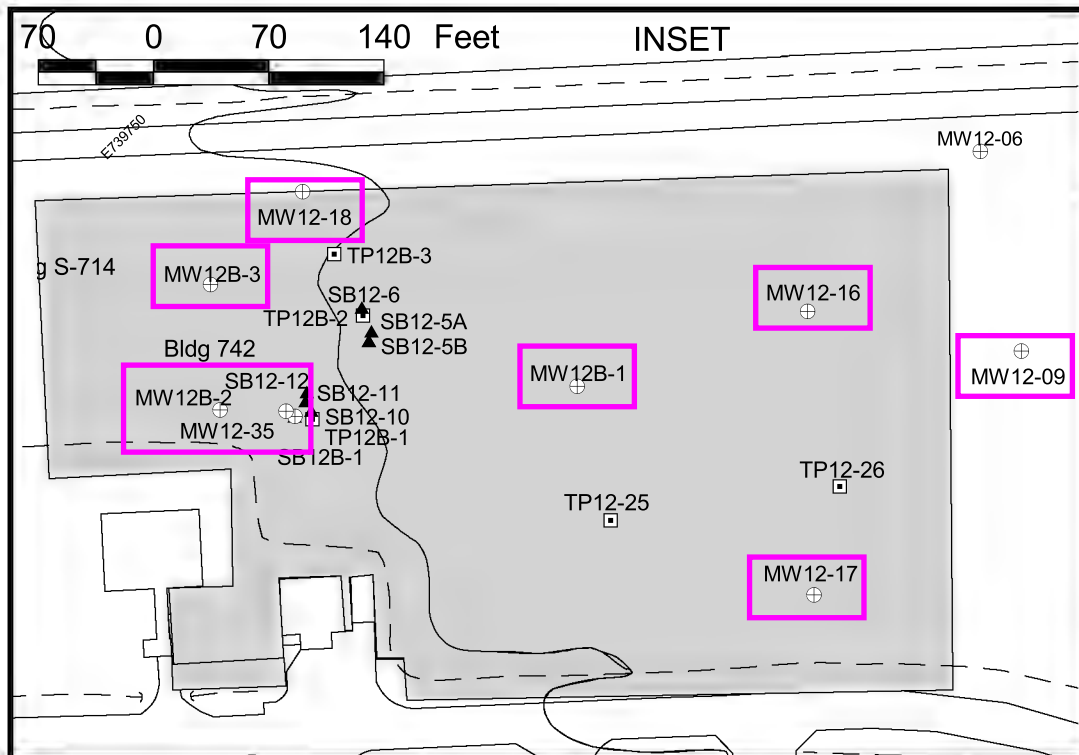 70 0 70 140 Feet INSET
E739750
MW12-06
MW12-18
TP12B-3
g S-714
MW12B-3
MW12-16
SB12-6
TP12B-2
SB12-5A
SB12-5B
Bldg 742
MW12B-1
MW12-09
SB12-12
MW12B-2
SB12-11
SB12-10
MW12-35
TP12B-1
SB12B-1
TP12-26
TP12-25
MW12-17